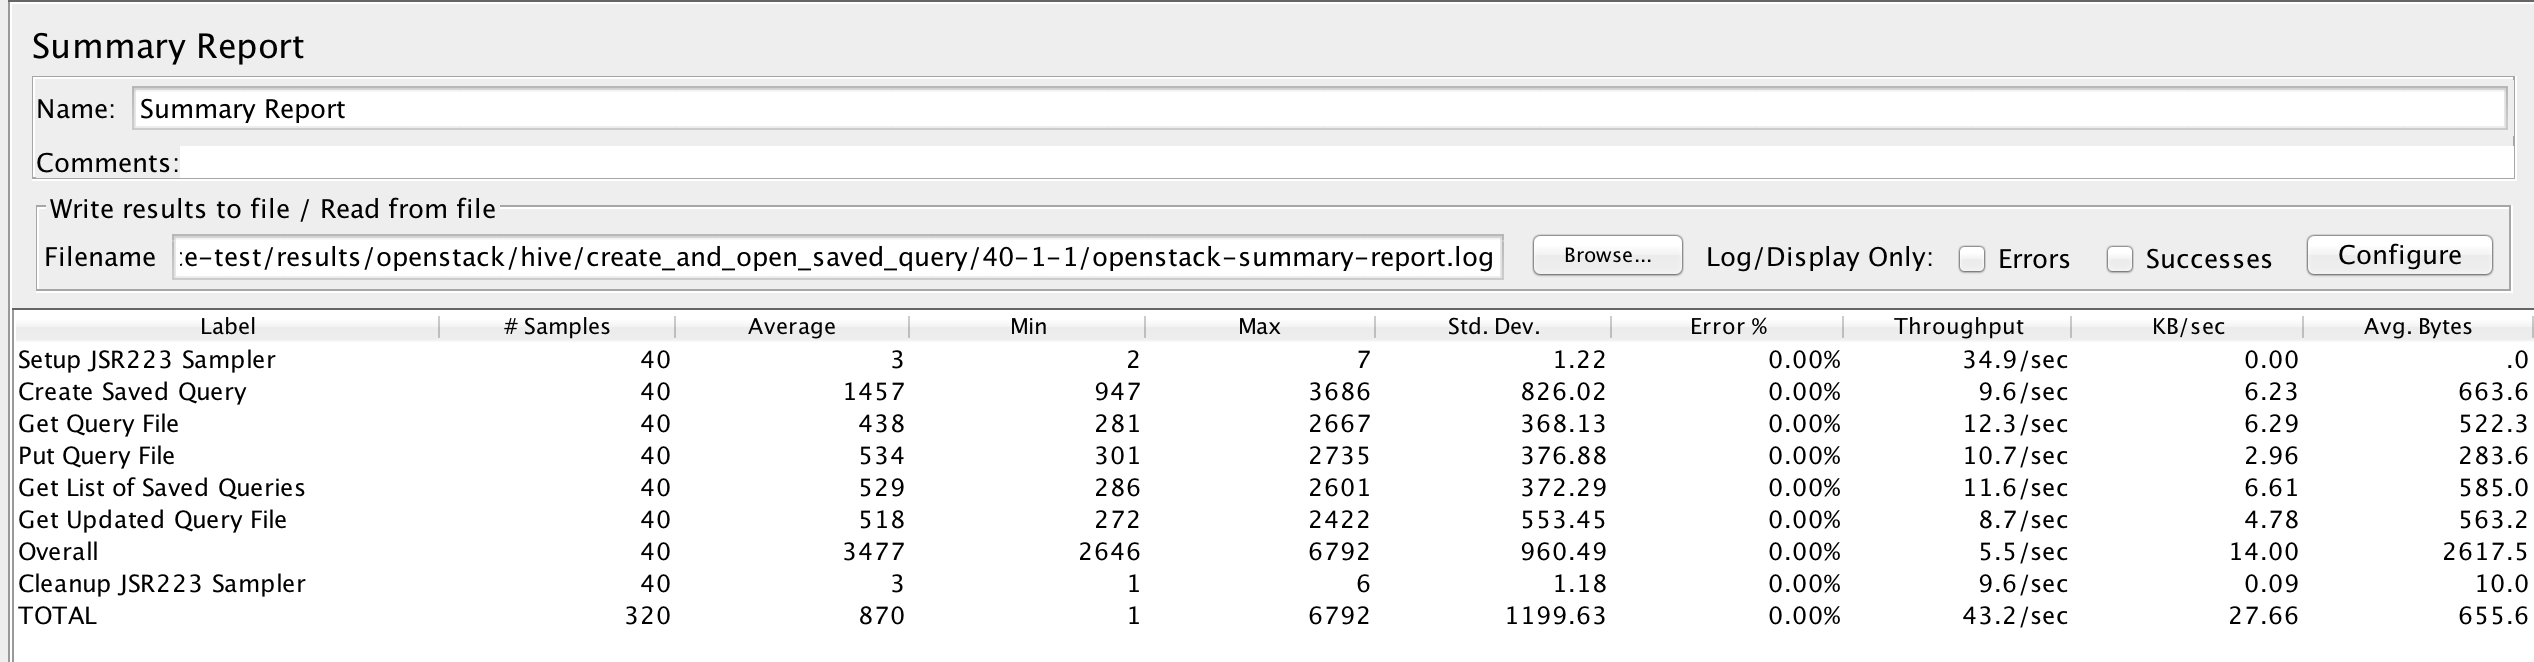 Summary Report
Name: Summary Report
Comments:
Write results to file / Read from file
Filename :e-test/results/openstack/hive/create_and_open_saved_query/40-1-1/openstack-summary-report.log Browse... Log/Display Only: Errors Successes Configure
Label # Samples Average Min Max Std. Dev. Error % Throughput KB/sec Avg. Bytes
Setup JSR223 Sampler 40 3 2 7 1.22 0.00% 34.9/sec 0.00 .0
Create Saved Query 40 1457 947 3686 826.02 0.00% 9.6/sec 6.23 663.6
Get Query File 40 438 281 2667 368.13 0.00% 12.3/sec 6.29 522.3
Put Query File 40 534 301 2735 376.88 0.00% 10.7/sec 2.96 283.6
Get List of Saved Queries 40 529 286 2601 372.29 0.00% 11.6/sec 6.61 585.0
Get Updated Query File 40 518 272 2422 553.45 0.00% 8.7/sec 4.78 563.2
Overall 40 3477 2646 6792 960.49 0.00% 5.5/sec 14.00 2617.5
Cleanup JSR223 Sampler 40 3 1 6 1.18 0.00% 9.6/sec 0.09 10.0
TOTAL 320 870 1 6792 1199.63 0.00% 43.2/sec 27.66 655.6